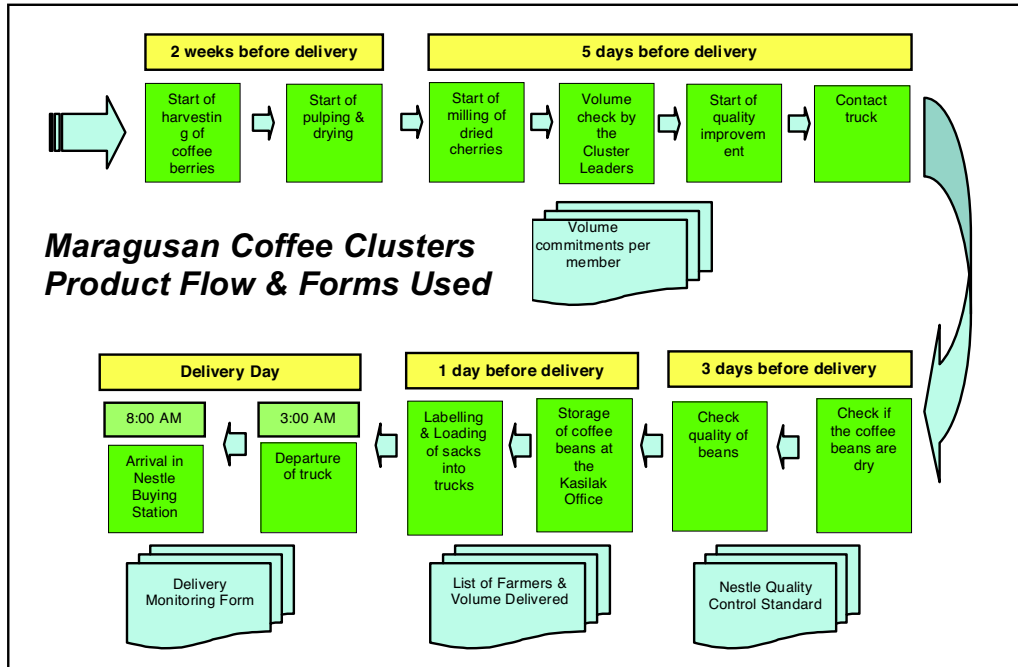 2 weeks before delivery
5 days before delivery
Start of
harvestin
g of
coffee
berries
Start of
pulping &
drying
Start of
milling of
dried
cherries
Volume
check by
the
Cluster
Leaders
Start of
quality
improvem
ent
Contact
truck
Volume
commitments per
member
Maragusan Coffee Clusters
Product Flow & Forms Used
Delivery Day
1 day before delivery
3 days before delivery
8:00 AM
Arrival in
Nestle
Buying
Station
3:00 AM
Departure
of truck
Labelling
& Loading
of sacks
into
trucks
Storage
of coffee
beans at
the
Kasilak
Office
Check
quality of
beans
Check if
the coffee
beans are
dry
Delivery
Monitoring Form
List of Farmers &
Volume Delivered
Nestle Quality
Control Standard